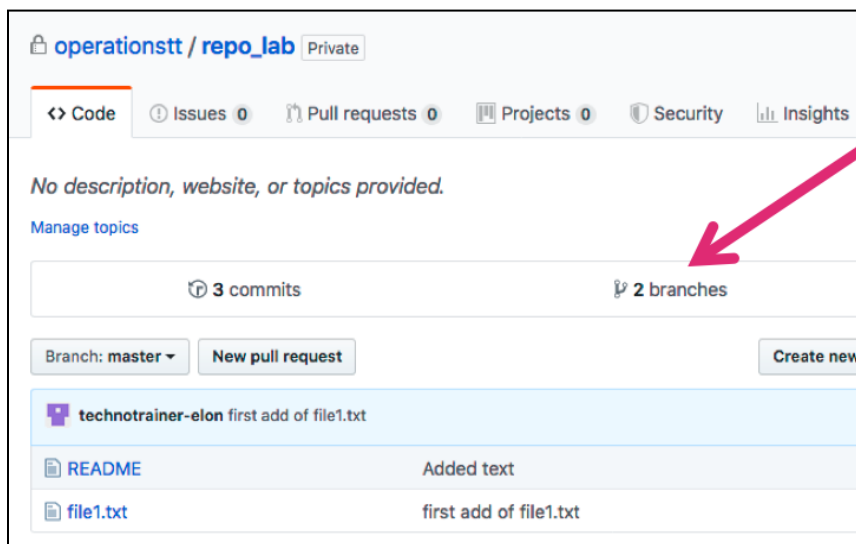 operationstt / repo_lab Private
Code Issues 0 Pull requests 0 Projects 0 Security Insights
No description, website, or topics provided.
Manage topics
3 commits 2 branches
Branch: master New pull request Create new
technotrainer-elon first add of file1.txt
README Added text
file1.txt first add of file1.txt